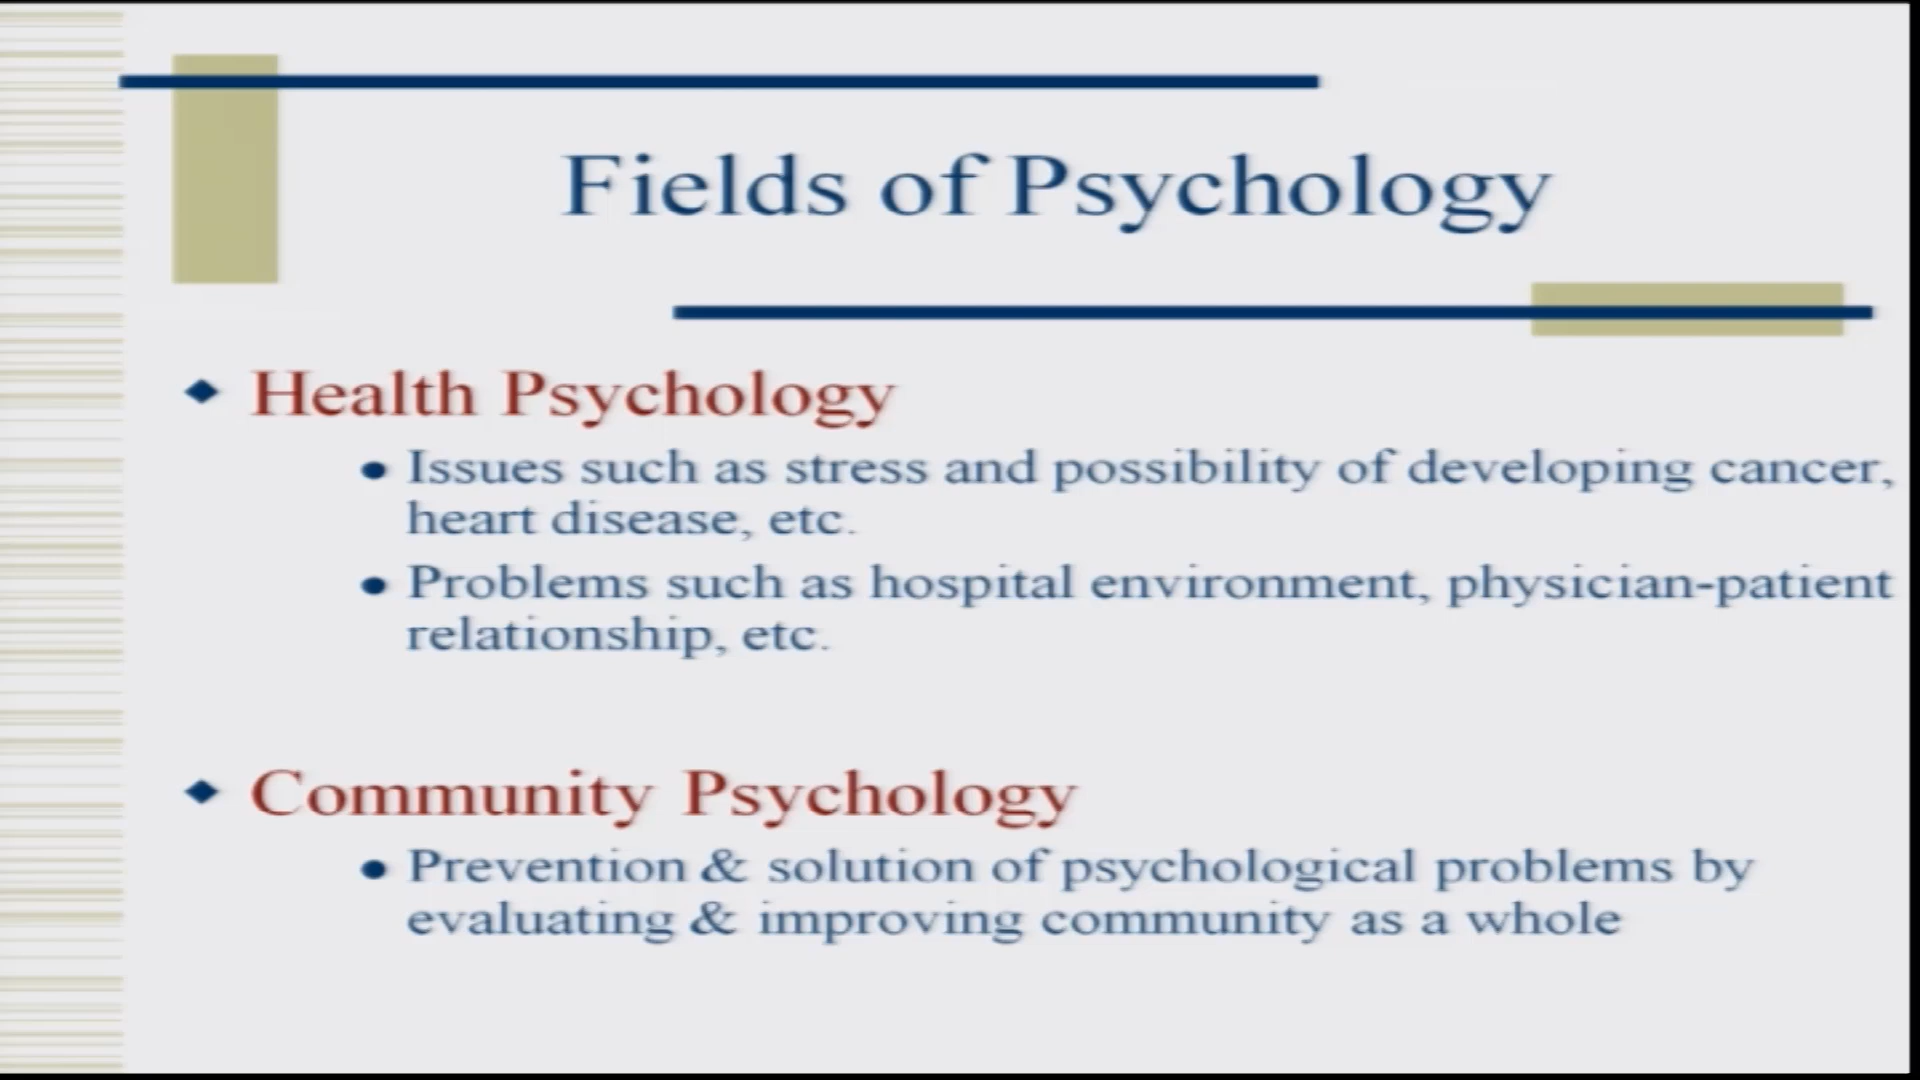 Fields of Psychology
Health Psychology
Issues such as stress and possibility of developing cancer,
heart disease, etc.
Problems such as hospital environment, physician-patient
relationship, etc.
Community Psychology
Prevention & solution of psychological problems by
evaluating & improving community as a whole